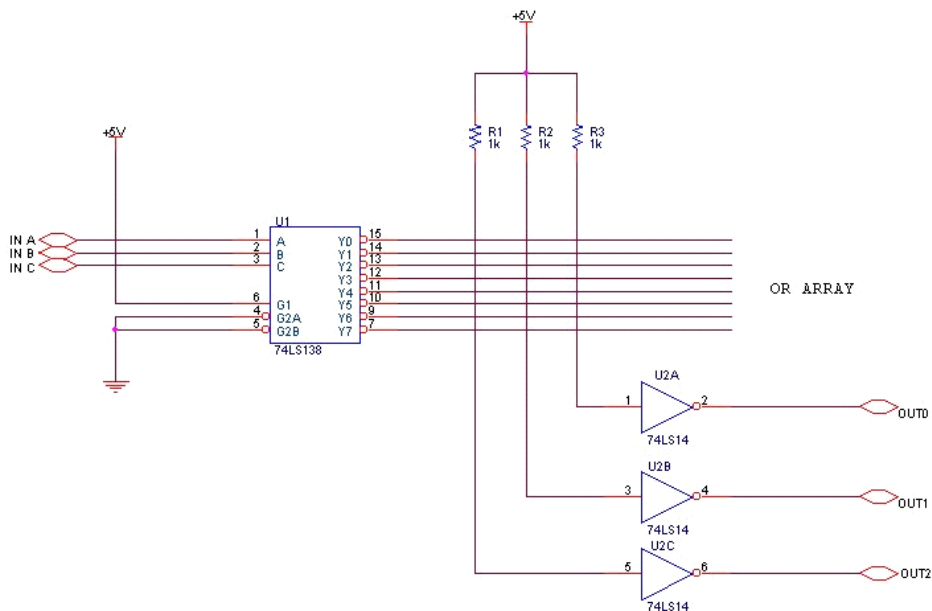 +5V
R1
1k
R2
1k
R3
1k
+5V
U1
IN A
IN B
IN C
1
2
3
6
4
5
A
B
C
G1
G2A
G2B
Y0
Y1
Y2
Y3
Y4
Y5
Y6
Y7
15
14
13
12
11
10
9
7
74LS138
OR ARRAY
U2A
1
2
74LS14
OUT0
U2B
3
4
74LS14
OUT1
U2C
5
6
74LS14
OUT2